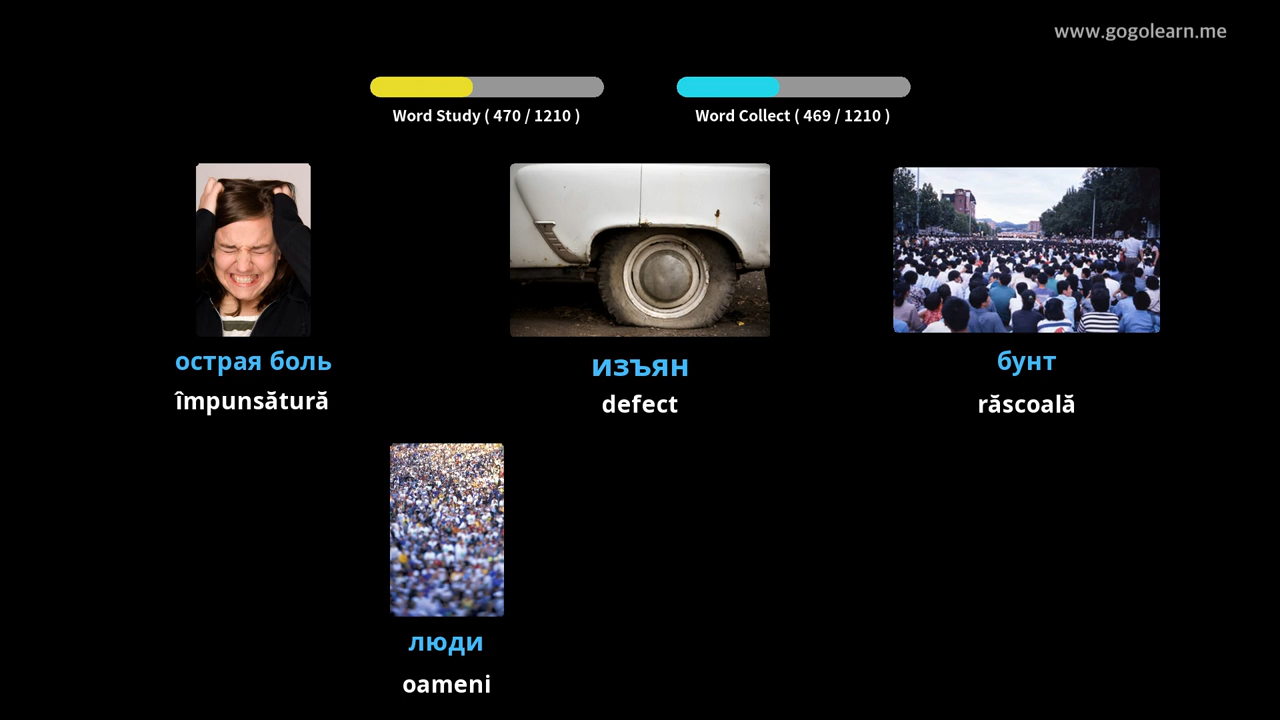 www.gogolearn.me
Word Study ( 470 / 1210 )
Word Collect ( 469 / 1210 )
острая боль
împunsătură
изъян
defect
бунт
răscoală
люди
oameni